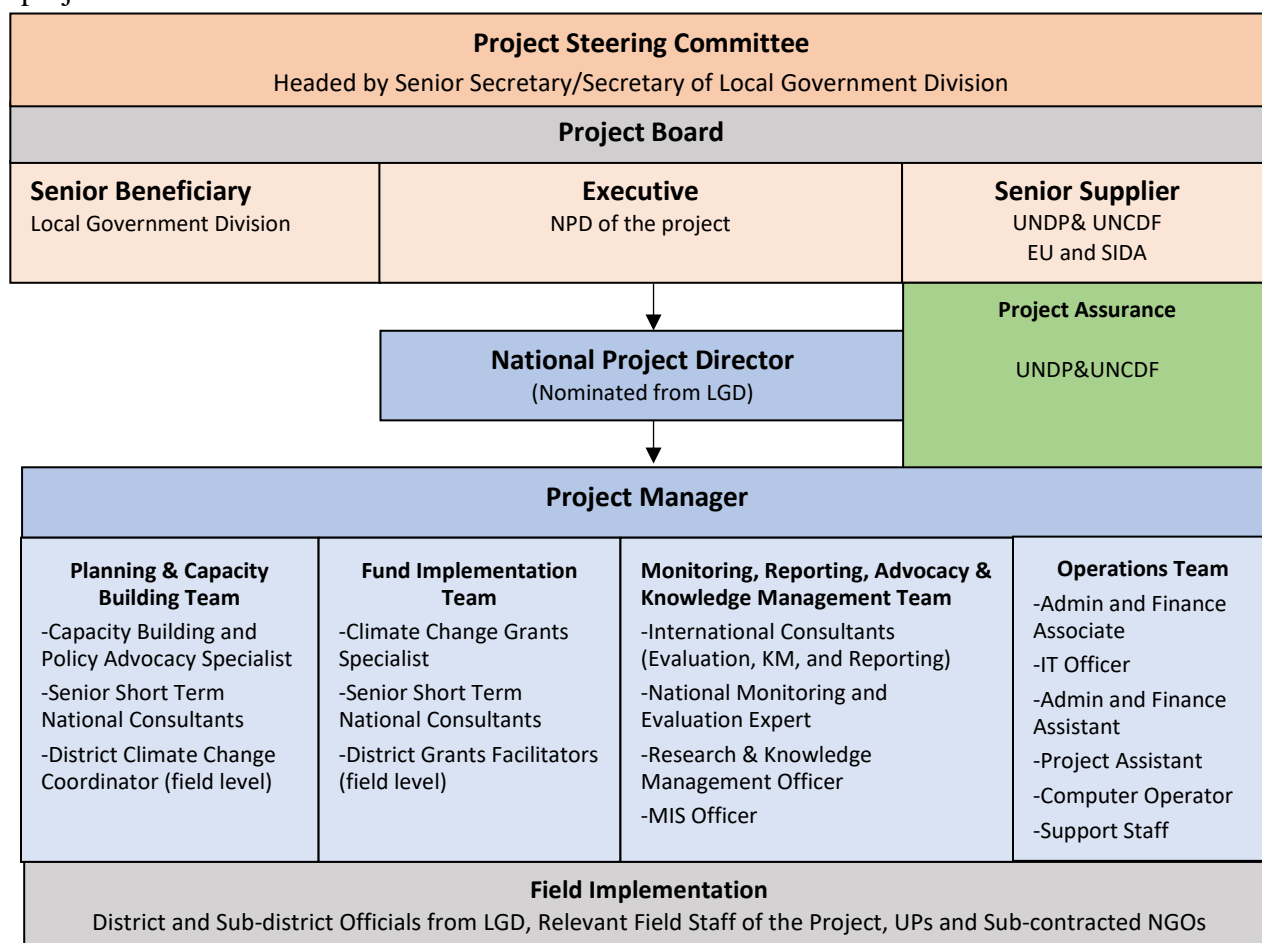 Project Steering Committee
Headed by Senior Secretary/Secretary of Local Government Division
Project Board
Senior Beneficiary
Local Government Division
Executive
NPD of the project
Senior Supplier
UNDP& UNCDF
EU and SIDA
Project Assurance
UNDP&UNCDF
National Project Director
(Nominated from LGD)
Project Manager
Planning & Capacity
Building Team
-Capacity Building and
Policy Advocacy Specialist
-Senior Short Term
National Consultants
-District Climate Change
Coordinator (field level)
Fund Implementation
Team
-Climate Change Grants
Specialist
-Senior Short Term
National Consultants
-District Grants Facilitators
(field level)
Monitoring, Reporting, Advocacy &
Knowledge Management Team
-International Consultants
(Evaluation, KM, and Reporting)
-National Monitoring and
Evaluation Expert
-Research & Knowledge
Management Officer
-MIS Officer
Operations Team
-Admin and Finance
Associate
-IT Officer
-Admin and Finance
Assistant
-Project Assistant
-Computer Operator
-Support Staff
Field Implementation
District and Sub-district Officials from LGD, Relevant Field Staff of the Project, UPs and Sub-contracted NGOs